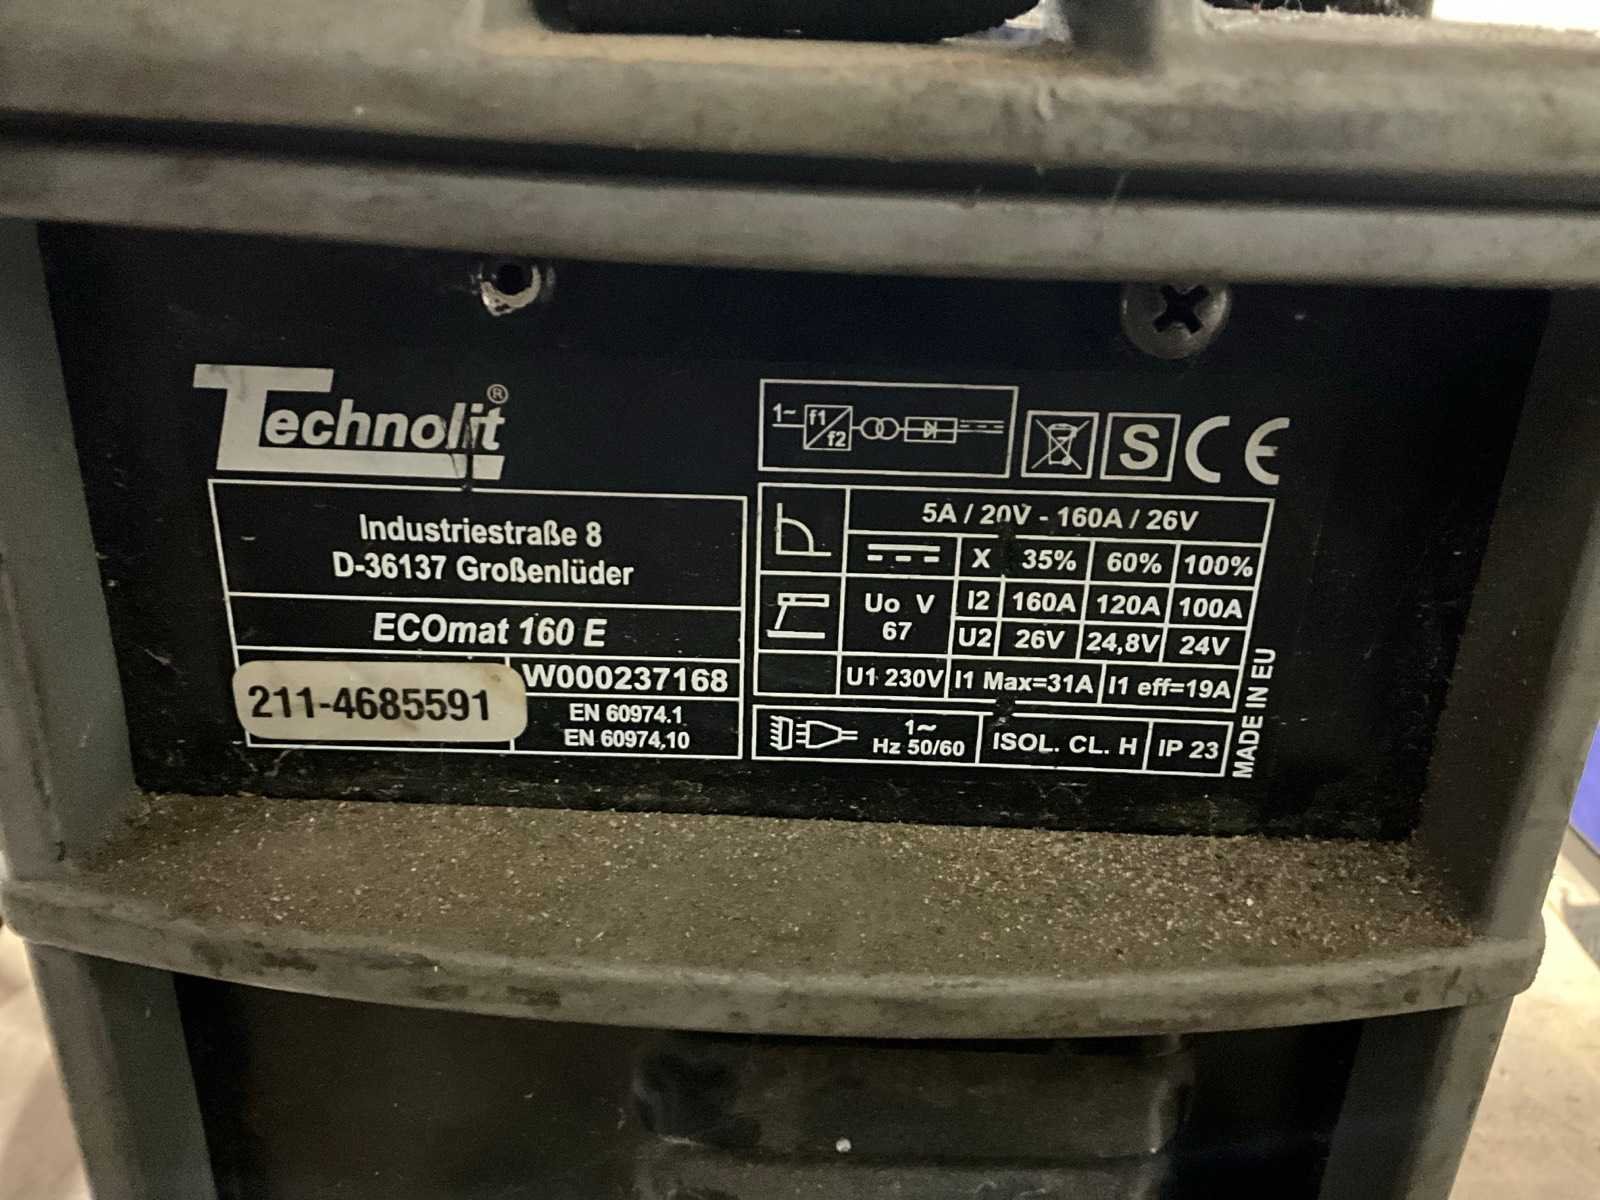 Technolit®
Industriestraße 8
D-36137 Großenlüder
ECOmat 160 E
211-4685591
W000237168
EN 60974.1
EN 60974,10
1~ f1 f2
S CE
5A / 20V - 160A / 26V
X 35% 60% 100%
Uo V 67
I2 160A 120A 100A
U2 26V 24,8V 24V
U1 230V I1 Max=31A I1 eff=19A
1~ Hz 50/60 ISOL. CL. H IP 23
MADE IN EU